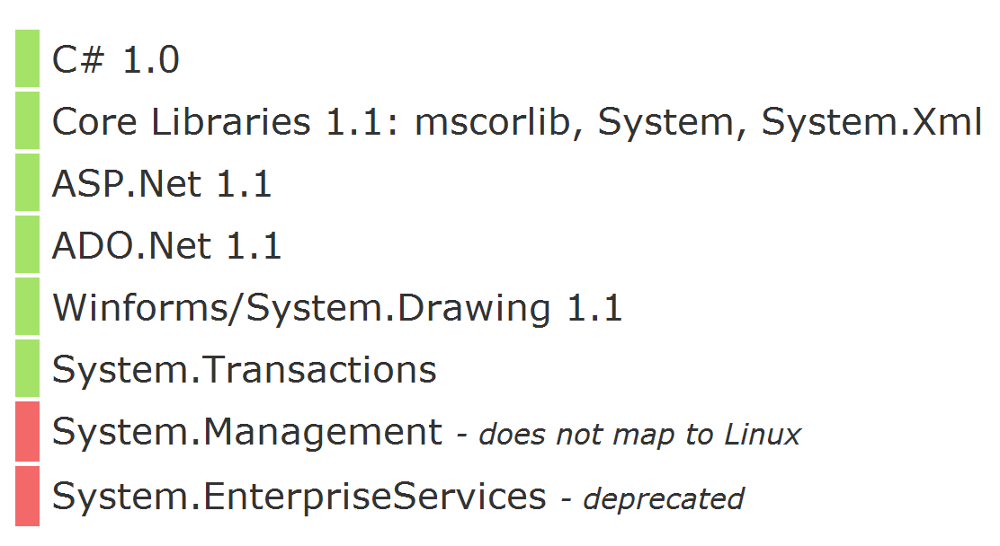 C# 1.0
Core Libraries 1.1: mscorlib, System, System.Xml
ASP.Net 1.1
ADO.Net 1.1
Winforms/System.Drawing 1.1
System.Transactions
System.Management - does not map to Linux
System.EnterpriseServices - deprecated